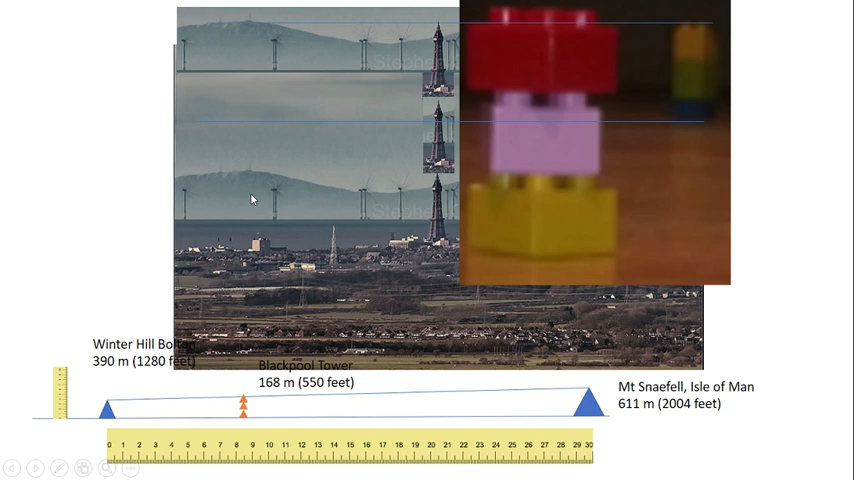 Stephe
Stephe
Winter Hill Bolton
390 m (1280 feet)
Blackpool Tower
168 m (550 feet)
Mt Snaefell, Isle of Man
611 m (2004 feet)
0 1 2 3 4 5 6 7 8 9 10 11 12 13 14 15 16 17 18 19 20 21 22 23 24 25 26 27 28 29 30